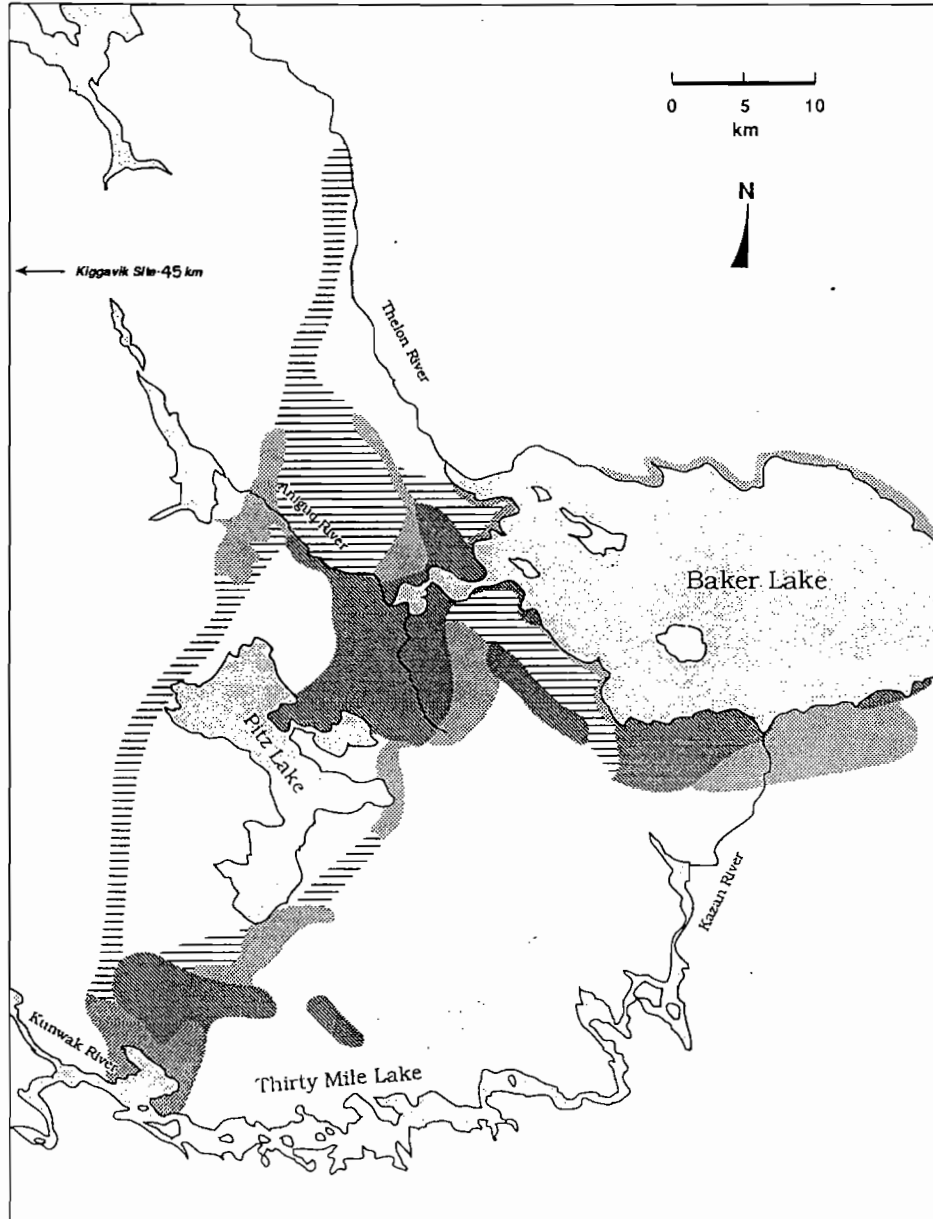 0 5 10
km
N
Kiggavik Site-45 km
Thelon River
Aniguq River
Baker Lake
Pitz Lake
Kazan River
Kunwak River
Thirty Mile Lake